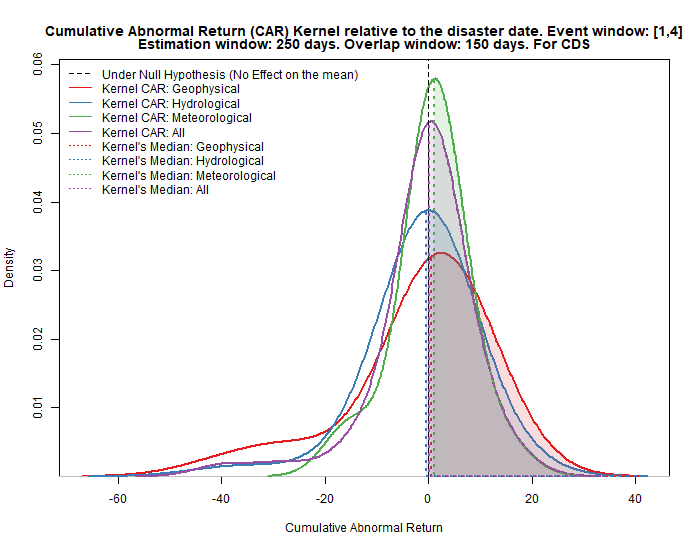 Cumulative Abnormal Return (CAR) Kernel relative to the disaster date. Event window: [1,4]
Estimation window: 250 days. Overlap window: 150 days. For CDS
Under Null Hypothesis (No Effect on the mean)
Kernel CAR: Geophysical
Kernel CAR: Hydrological
Kernel CAR: Meteorological
Kernel CAR: All
Kernel's Median: Geophysical
Kernel's Median: Hydrological
Kernel's Median: Meteorological
Kernel's Median: All
Density
0.06
0.05
0.04
0.03
0.02
0.01
-60
-40
-20
0
20
40
Cumulative Abnormal Return